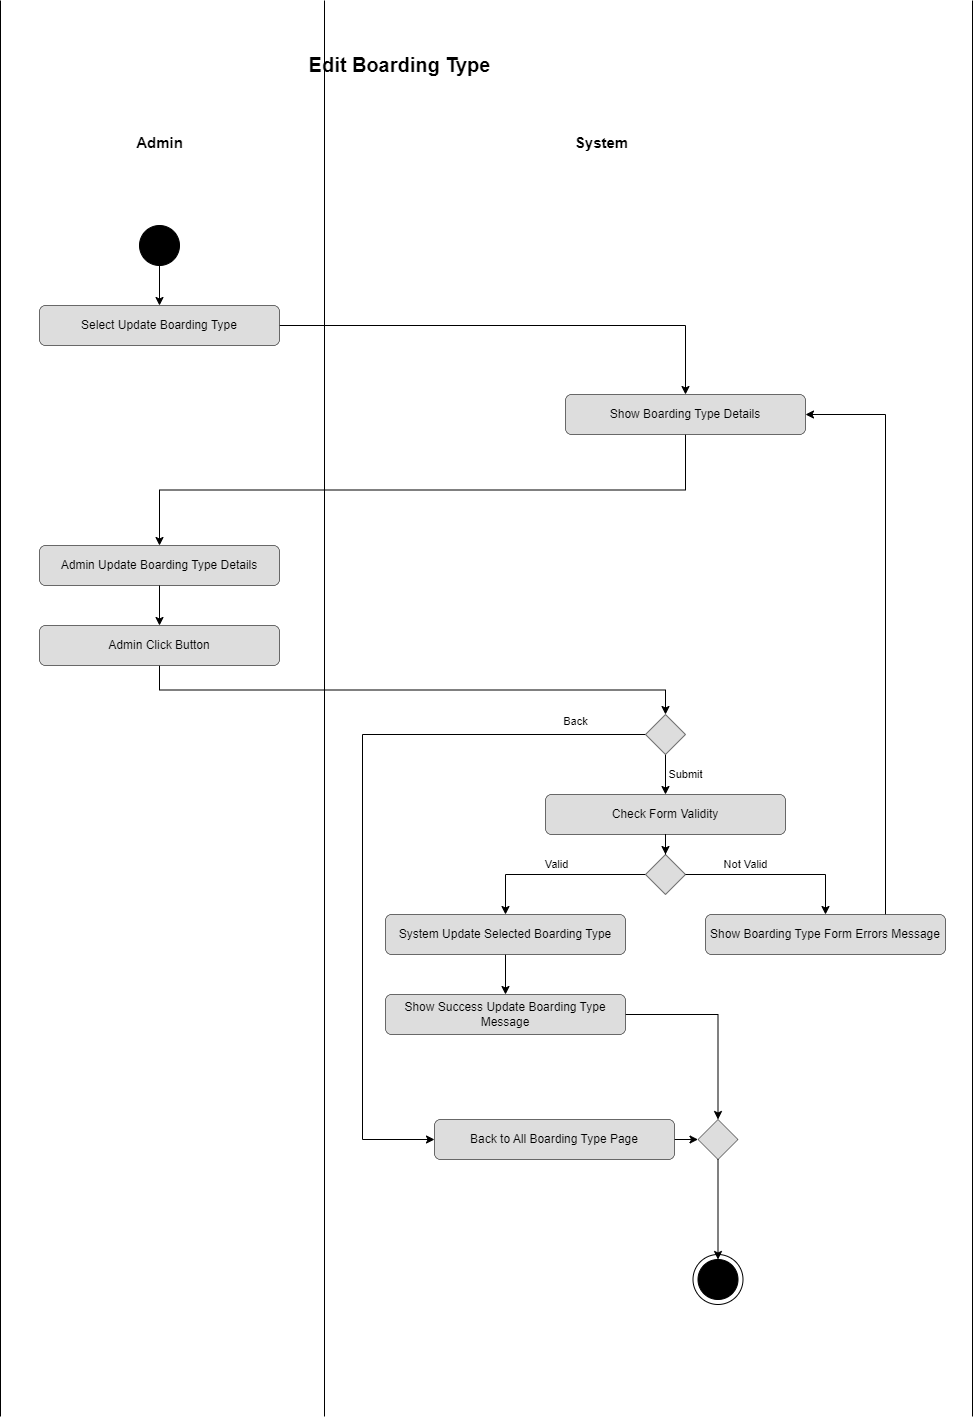 Edit Boarding Type
Admin
System
Select Update Boarding Type
Show Boarding Type Details
Admin Update Boarding Type Details
Admin Click Button
Back
Submit
Check Form Validity
Valid
Not Valid
System Update Selected Boarding Type
Show Boarding Type Form Errors Message
Show Success Update Boarding Type
Message
Back to All Boarding Type Page